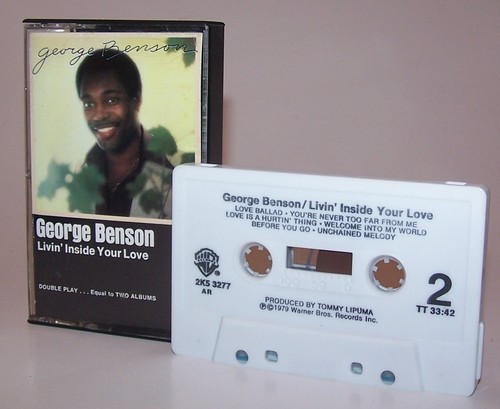 george Benson
George Benson
Livin' Inside Your Love
DOUBLE PLAY . . . Equal to TWO ALBUMS
George Benson/Livin' Inside Your Love
LOVE BALLAD • YOU'RE NEVER TOO FAR FROM ME
LOVE IS A HURTIN' THING • WELCOME INTO MY WORLD
BEFORE YOU GO • UNCHAINED MELODY
2K5 3277
AR
2
TT 33:42
PRODUCED BY TOMMY LIPUMA
℗©1979 Warner Bros. Records Inc.